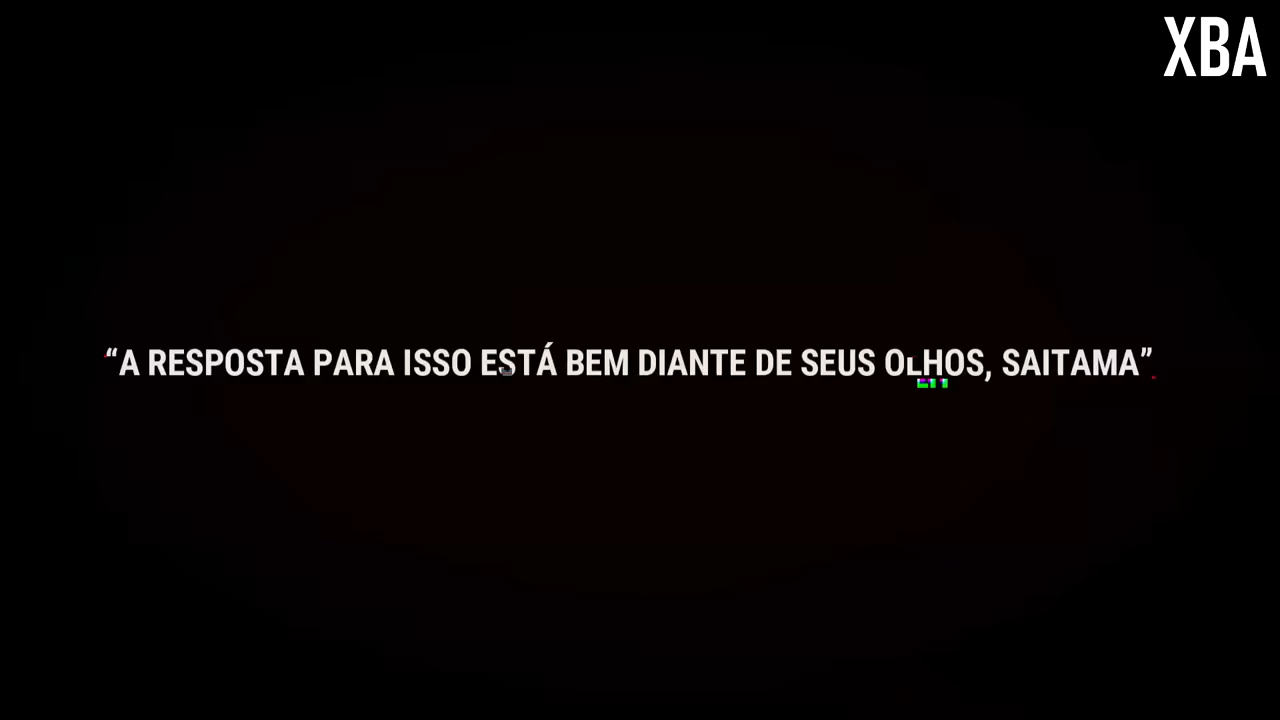 XBA
“A RESPOSTA PARA ISSO ESTÁ BEM DIANTE DE SEUS OLHOS, SAITAMA”